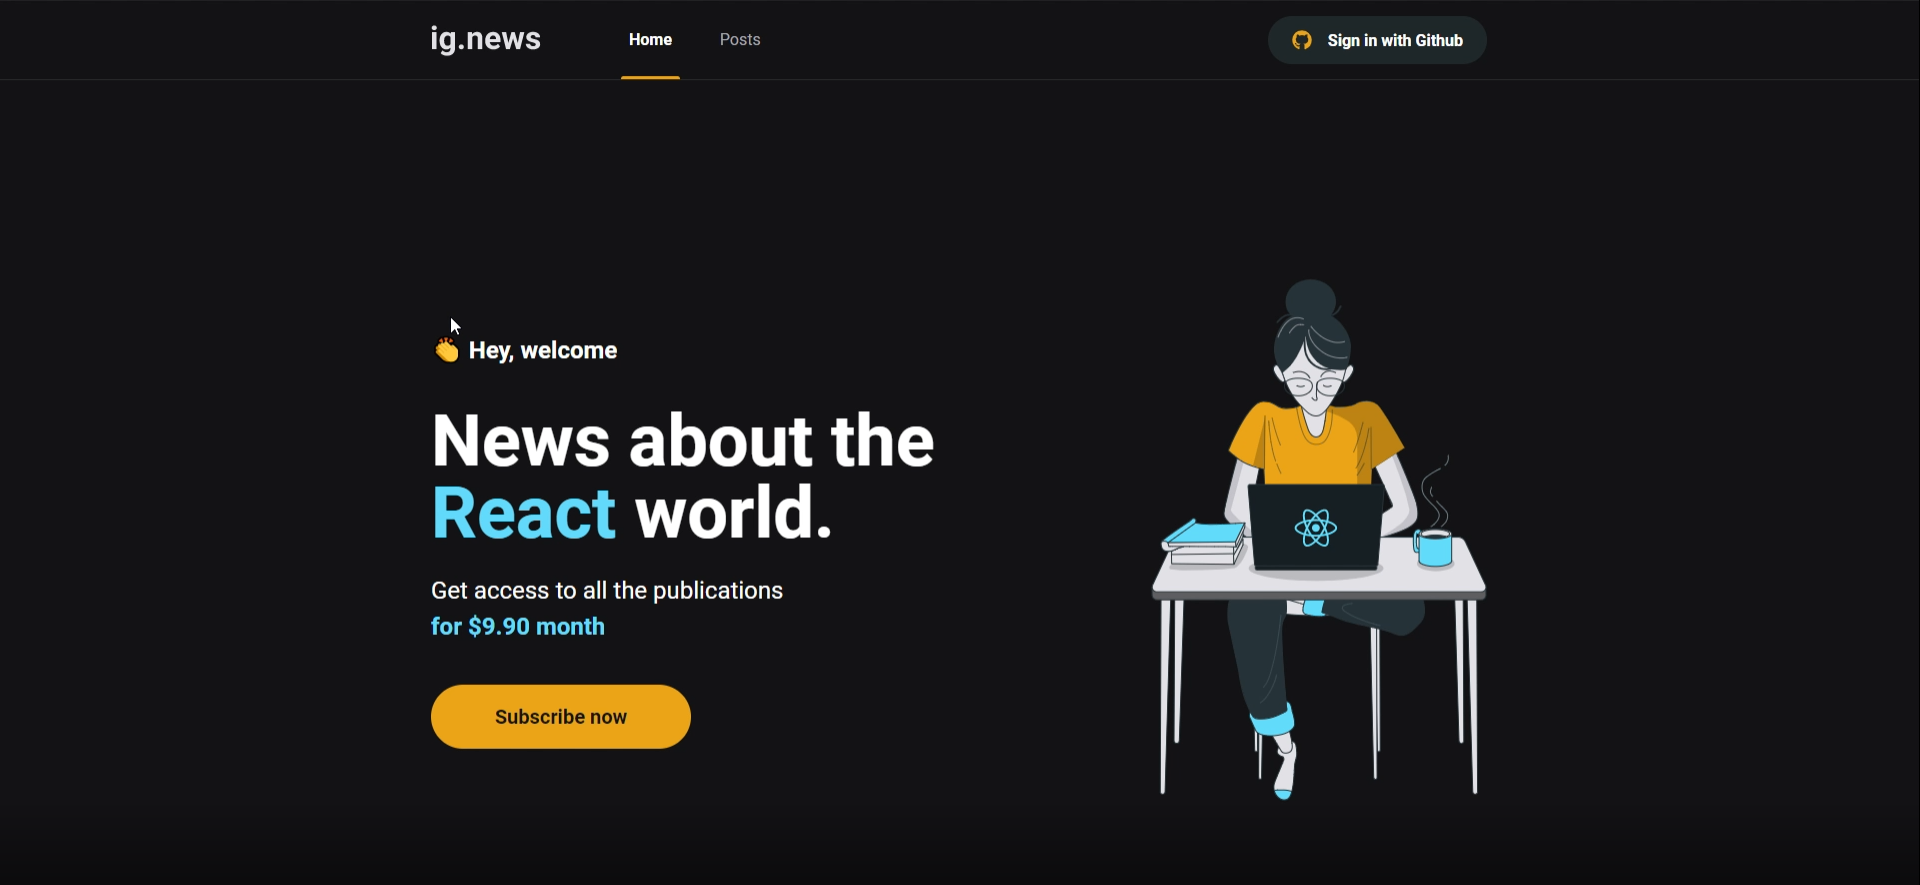 ig.news
Home
Posts
Sign in with Github
👏 Hey, welcome
News about the
React world.
Get access to all the publications
for $9.90 month
Subscribe now